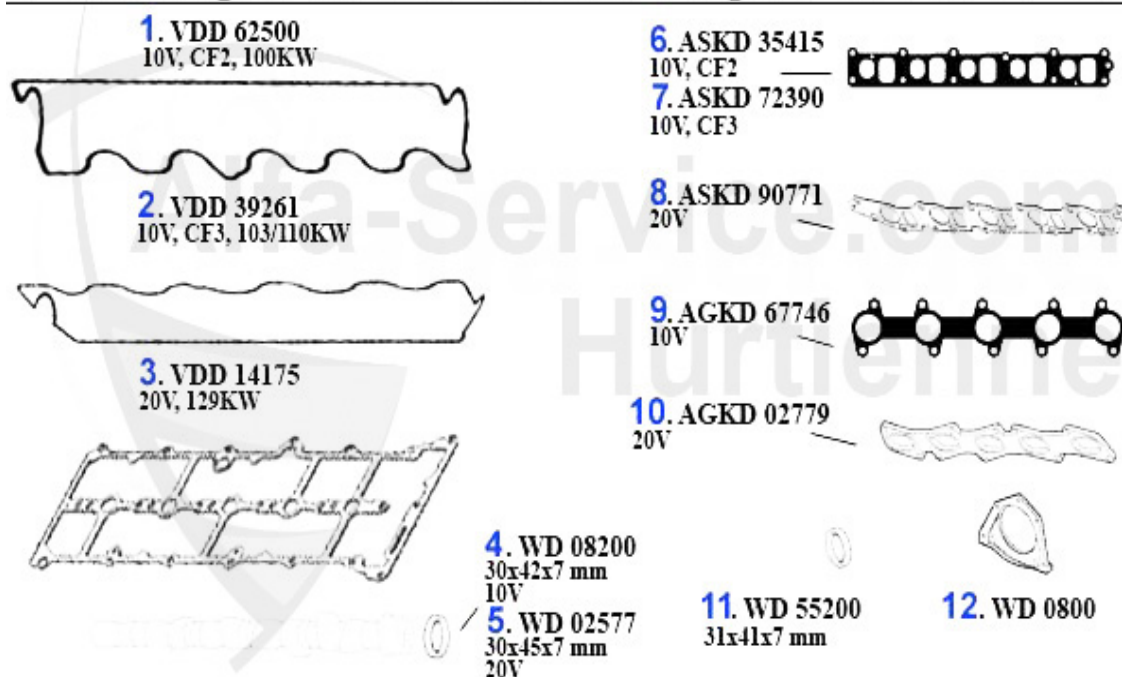 1. VDD 62500
10V, CF2, 100KW
2. VDD 39261
10V, CF3, 103/110KW
3. VDD 14175
20V, 129KW
4. WD 08200
30x42x7 mm
10V
5. WD 02577
30x45x7 mm
20V
6. ASKD 35415
10V, CF2
7. ASKD 72390
10V, CF3
8. ASKD 90771
20V
9. AGKD 67746
10V
10. AGKD 02779
20V
11. WD 55200
31x41x7 mm
12. WD 0800
Alfa-Service.com
Hürtienne